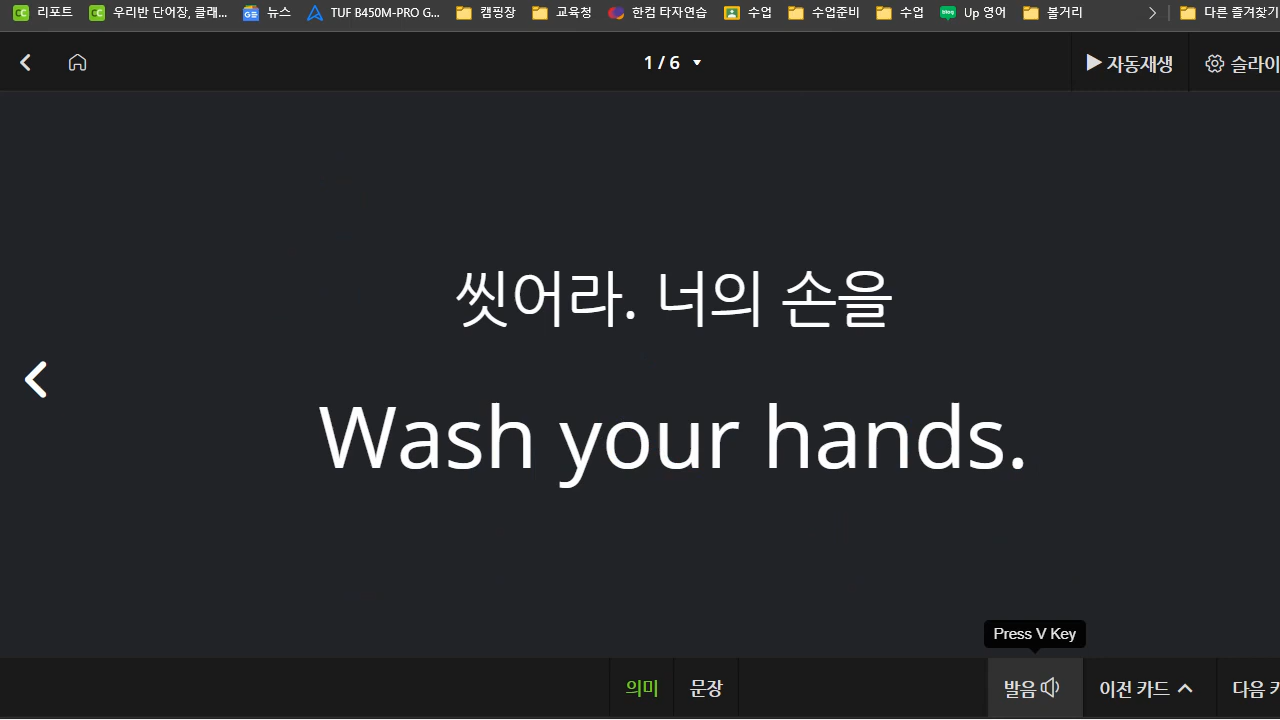 리포트 우리반 단어장, 클래... 뉴스 TUF B450M-PRO G... 캠핑장 교육청 한컴 타자연습 수업 수업준비 수업 Up 영어 볼거리 다른 즐겨찾기
1 / 6 자동재생 슬라이
씻어라. 너의 손을
Wash your hands.
Press V Key
의미 문장 발음 이전 카드 다음 카